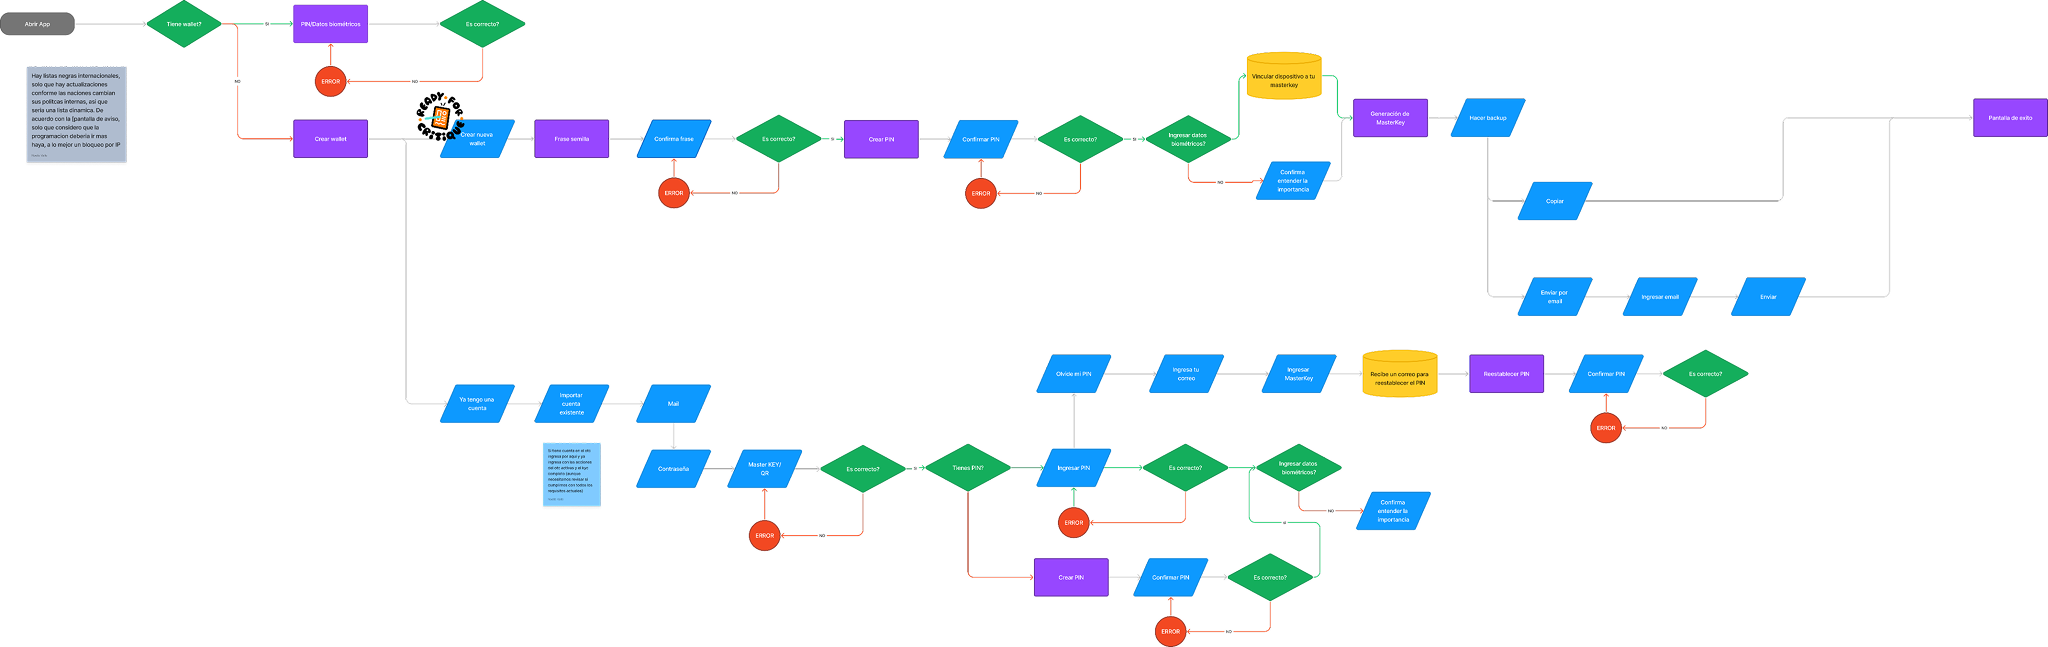 Abrir App
Tiene wallet?
SI
PIN/Datos biométricos
Es correcto?
NO
ERROR
NO
Hay listas negras internacionales,
solo que hay actualizaciones
conforme las naciones cambian
sus políticas internas, asi que
sería una lista dinamica. De
acuerdo con la [pantalla de aviso,
solo que considero que la
programacion debería ir mas
haya, a lo mejor un bloqueo por IP
READY FOR
CRITIQUE
Crear wallet
Crear nueva
wallet
Frase semilla
Confirma frase
Es correcto?
SI
ERROR
NO
Crear PIN
Confirmar PIN
Es correcto?
SI
ERROR
NO
Ingresar datos
biométricos?
NO
Vincular dispositivo a tu
masterkey
Confirma
entender la
importancia
Generación de
MasterKey
Hacer backup
Pantalla de exito
Copiar
Enviar por
email
Ingresar email
Enviar
Ya tengo una
cuenta
Importar
cuenta
existente
Mail
Contraseña
Master KEY/
QR
Es correcto?
SI
ERROR
NO
Tienes PIN?
Olvide mi PIN
Ingresa tu
correo
Ingresar
MasterKey
Recibe un correo para
reestablecer el PIN
Reestablecer PIN
Confirmar PIN
Es correcto?
ERROR
NO
Ingresar PIN
Es correcto?
ERROR
Ingresar datos
biométricos?
NO
Confirma
entender la
importancia
SI
Crear PIN
Confirmar PIN
Es correcto?
ERROR
NO